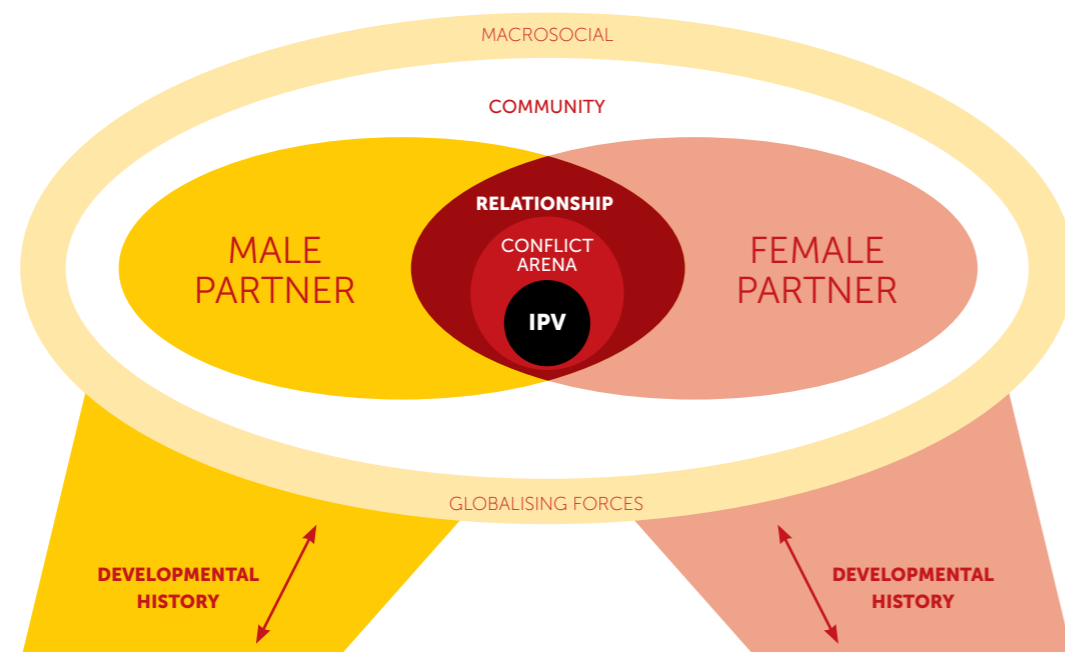 MACROSOCIAL
COMMUNITY
RELATIONSHIP
CONFLICT
ARENA
IPV
MALE
PARTNER
FEMALE
PARTNER
GLOBALISING FORCES
DEVELOPMENTAL
HISTORY
DEVELOPMENTAL
HISTORY